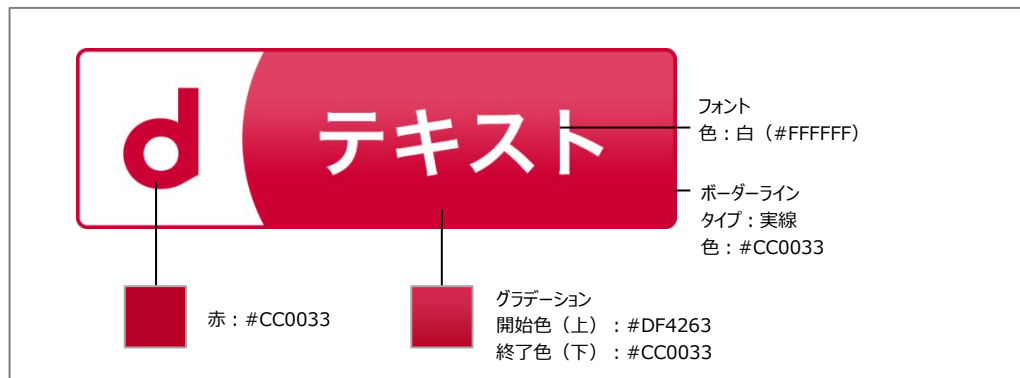 d テキスト
フォント
色：白（#FFFFFF）
ボーダーライン
タイプ：実線
色：#CC0033
赤：#CC0033
グラデーション
開始色（上）：#DF4263
終了色（下）：#CC0033